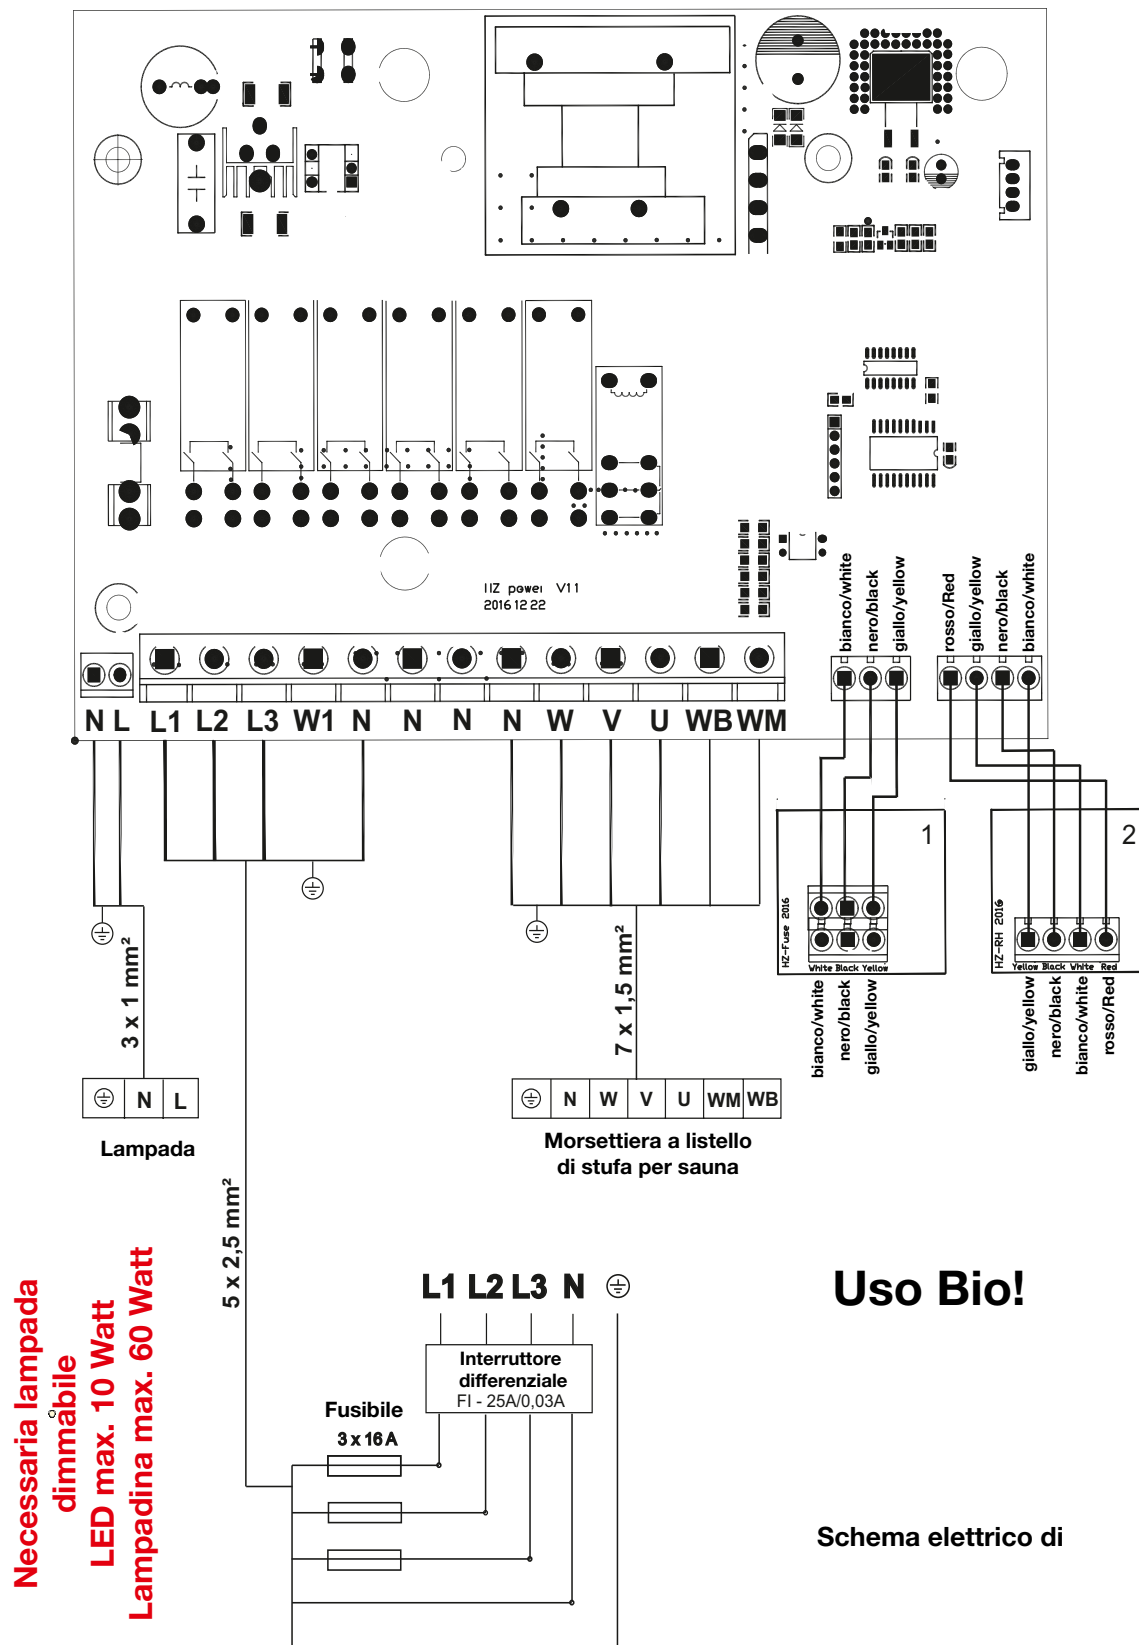 IIZ power V11
2016 12 22
bianco/white
nero/black
giallo/yellow
rosso/Red
giallo/yellow
nero/black
bianco/white
N L L1 L2 L3 W1 N N N N W V U WB WM
1
2
HZ-Fuse 2016
White Black Yellow
HZ-RH 2016
Yellow Black White Red
bianco/white
nero/black
giallo/yellow
giallo/yellow
nero/black
bianco/white
rosso/Red
3 x 1 mm²
7 x 1,5 mm²
N L
Lampada
N W V U WM WB
Morsettiera a listello
di stufa per sauna
5 x 2,5 mm²
L1 L2 L3 N
Interruttore
differenziale
FI - 25A/0,03A
Fusibile
3 x 16 A
Uso Bio!
Necessaria lampada
dimmabile
LED max. 10 Watt
Lampadina max. 60 Watt
Schema elettrico di